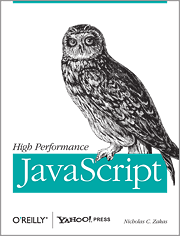 High Performance
JavaScript
O'REILLY® YAHOO! PRESS Nicholas C. Zakas